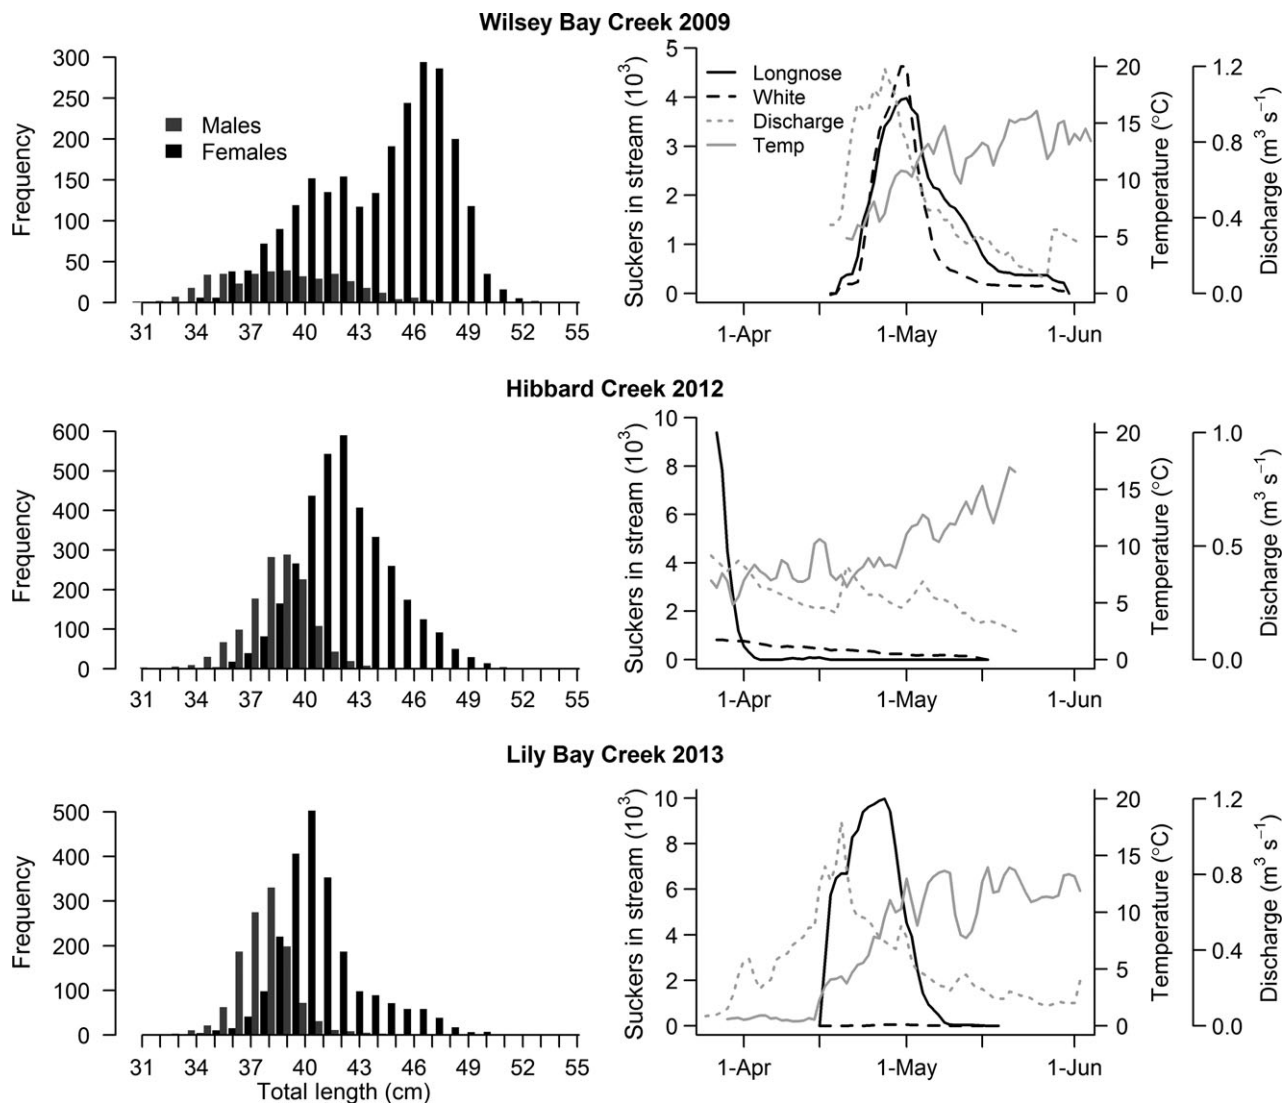 Wilsey Bay Creek 2009
Frequency
300
250
200
150
100
50
0
Males
Females
31 34 37 40 43 46 49 52 55
Suckers in stream (10³)
5
4
3
2
1
0
Longnose
White
Discharge
Temp
1-Apr 1-May 1-Jun
20
15
10
5
0
Temperature (°C)
1.2
0.8
0.4
0.0
Discharge (m³ s⁻¹)
Hibbard Creek 2012
Frequency
600
500
400
300
200
100
0
31 34 37 40 43 46 49 52 55
Suckers in stream (10³)
10
8
6
4
2
0
1-Apr 1-May 1-Jun
20
15
10
5
0
Temperature (°C)
1.0
0.5
0.0
Discharge (m³ s⁻¹)
Lily Bay Creek 2013
Frequency
500
400
300
200
100
0
31 34 37 40 43 46 49 52 55
Total length (cm)
Suckers in stream (10³)
10
8
6
4
2
0
1-Apr 1-May 1-Jun
20
15
10
5
0
Temperature (°C)
1.2
0.8
0.4
0.0
Discharge (m³ s⁻¹)